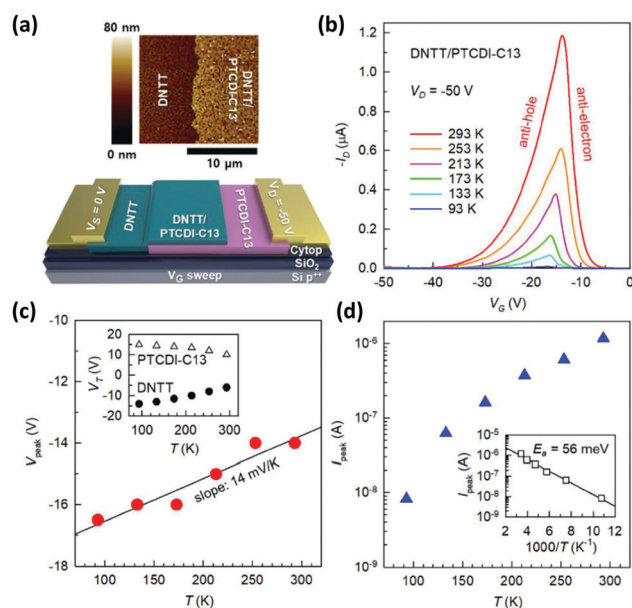 (a)
80 nm
0 nm
DNTT
DNTT/
PTCDI-C13
10 µm
V_S = 0 V
DNTT
DNTT/
PTCDI-C13
PTCDI-C13
V_D = -50 V
Cytop
SiO₂
Si p⁺⁺
V_G sweep
(b)
1.2
1.0
0.8
0.6
0.4
0.2
0.0
-I_D (µA)
DNTT/PTCDI-C13
V_D = -50 V
293 K
253 K
213 K
173 K
133 K
93 K
anti-hole
anti-electron
-50 -40 -30 -20 -10 0
V_G (V)
(c)
-10
-12
-14
-16
-18
V_peak (V)
20
15
10
5
0
-5
-10
-15
-20
V_T (V)
PTCDI-C13
DNTT
100 150 200 250 300
T (K)
slope: 14 mV/K
100 150 200 250 300
T (K)
(d)
10⁻⁶
10⁻⁷
10⁻⁸
10⁻⁹
I_peak (A)
10⁻⁵
10⁻⁶
10⁻⁷
10⁻⁸
10⁻⁹
I_peak (A)
E_a = 56 meV
2 4 6 8 10 12
1000/T (K⁻¹)
100 150 200 250 300
T (K)